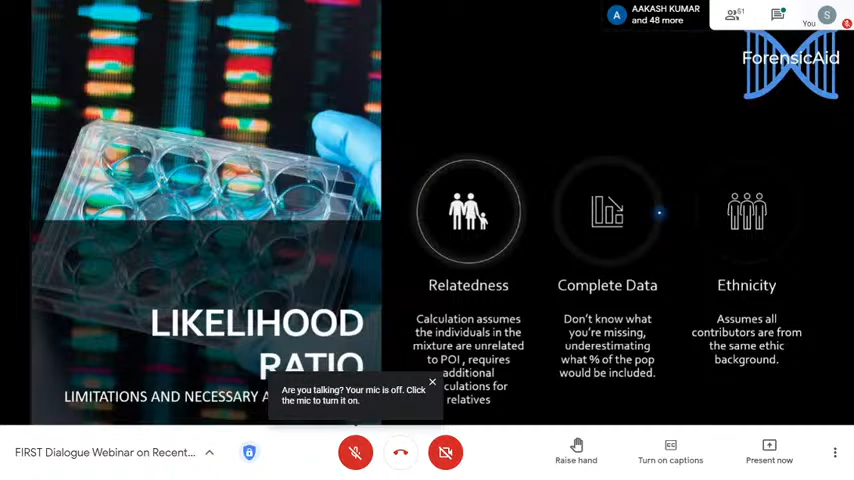 AAKASH KUMAR
and 48 more
A
51
S
You
ForensicAid
Relatedness
Calculation assumes
the individuals in the
mixture are unrelated
to POI , requires
additional
culations for
relatives
Complete Data
Don't know what
you're missing,
underestimating
what % of the pop
would be included.
Ethnicity
Assumes all
contributors are from
the same ethic
background.
LIKELIHOOD
RATIO
LIMITATIONS AND NECESSARY A
Are you talking? Your mic is off. Click
the mic to turn it on.
FIRST Dialogue Webinar on Recent...
Raise hand
Turn on captions
Present now